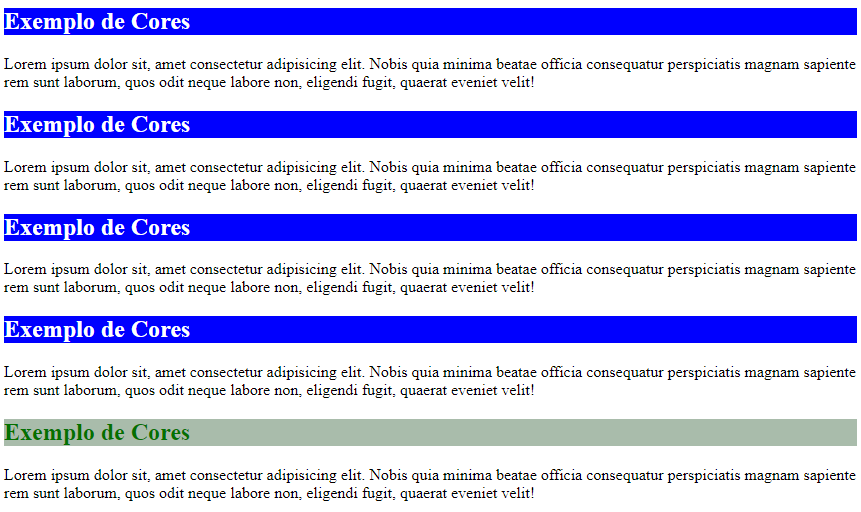 Exemplo de Cores
Lorem ipsum dolor sit, amet consectetur adipisicing elit. Nobis quia minima beatae officia consequatur perspiciatis magnam sapiente
rem sunt laborum, quos odit neque labore non, eligendi fugit, quaerat eveniet velit!
Exemplo de Cores
Lorem ipsum dolor sit, amet consectetur adipisicing elit. Nobis quia minima beatae officia consequatur perspiciatis magnam sapiente
rem sunt laborum, quos odit neque labore non, eligendi fugit, quaerat eveniet velit!
Exemplo de Cores
Lorem ipsum dolor sit, amet consectetur adipisicing elit. Nobis quia minima beatae officia consequatur perspiciatis magnam sapiente
rem sunt laborum, quos odit neque labore non, eligendi fugit, quaerat eveniet velit!
Exemplo de Cores
Lorem ipsum dolor sit, amet consectetur adipisicing elit. Nobis quia minima beatae officia consequatur perspiciatis magnam sapiente
rem sunt laborum, quos odit neque labore non, eligendi fugit, quaerat eveniet velit!
Exemplo de Cores
Lorem ipsum dolor sit, amet consectetur adipisicing elit. Nobis quia minima beatae officia consequatur perspiciatis magnam sapiente
rem sunt laborum, quos odit neque labore non, eligendi fugit, quaerat eveniet velit!